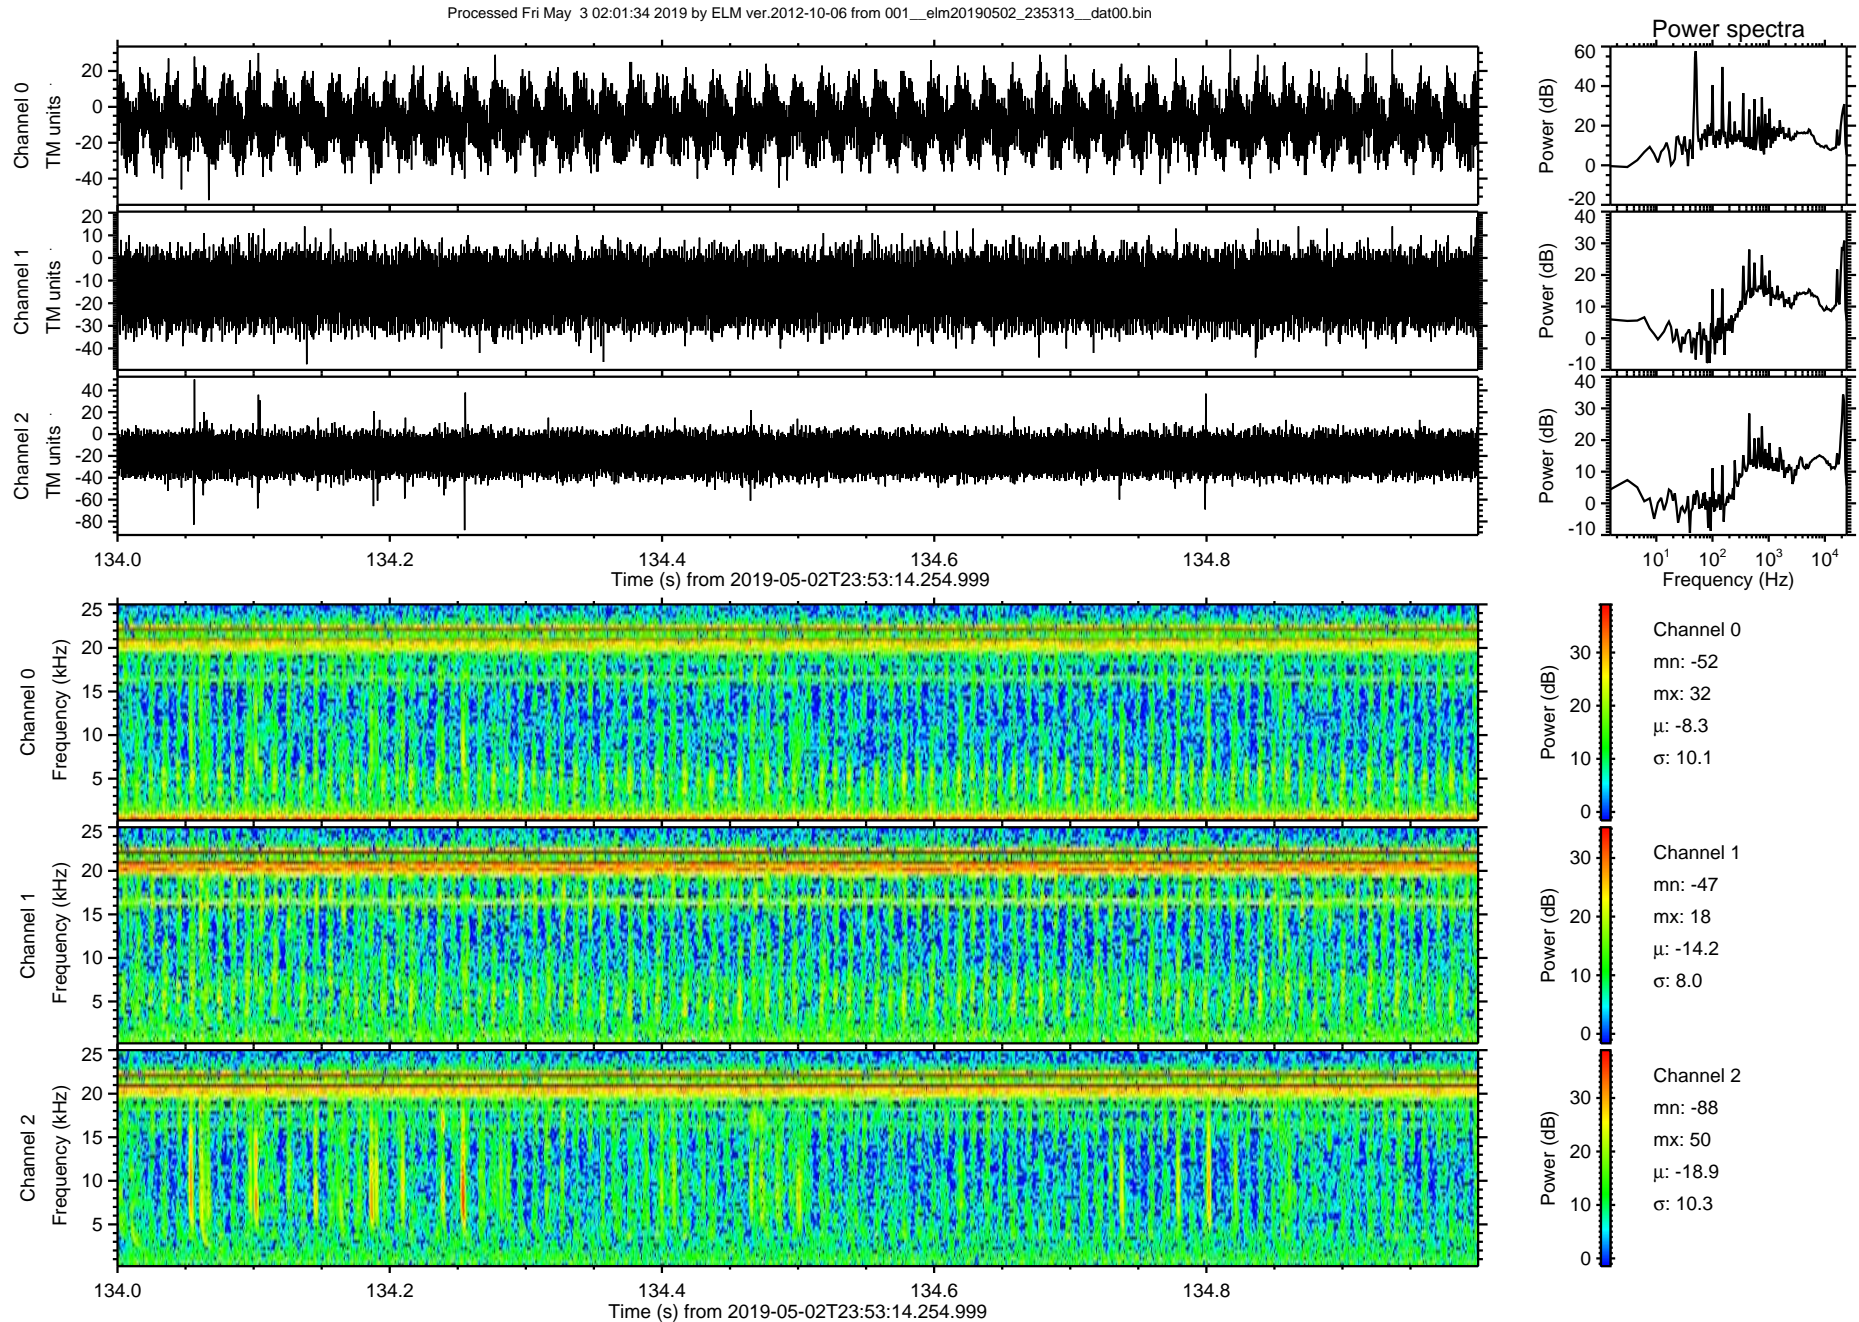 Processed Fri May  3 02:01:34 2019 by ELM ver.2012-10-06 from 001__elm20190502_235313__dat00.bin
Power spectra
Channel 0
TM units
20
0
-20
-40
Power (dB)
60
40
20
0
-20
Channel 1
TM units
20
10
0
-10
-20
-30
-40
Power (dB)
40
30
20
10
0
-10
Channel 2
TM units
40
20
0
-20
-40
-60
-80
Power (dB)
40
30
20
10
0
-10
134.0 134.2 134.4 134.6 134.8
Time (s) from 2019-05-02T23:53:14.254.999
10¹ 10² 10³ 10⁴
Frequency (Hz)
Channel 0
Frequency (kHz)
25
20
15
10
5
Power (dB)
30
20
10
0
Channel 0
mn: -52
mx: 32
μ: -8.3
σ: 10.1
Channel 1
Frequency (kHz)
25
20
15
10
5
Power (dB)
30
20
10
0
Channel 1
mn: -47
mx: 18
μ: -14.2
σ: 8.0
Channel 2
Frequency (kHz)
25
20
15
10
5
Power (dB)
30
20
10
0
Channel 2
mn: -88
mx: 50
μ: -18.9
σ: 10.3
134.0 134.2 134.4 134.6 134.8
Time (s) from 2019-05-02T23:53:14.254.999